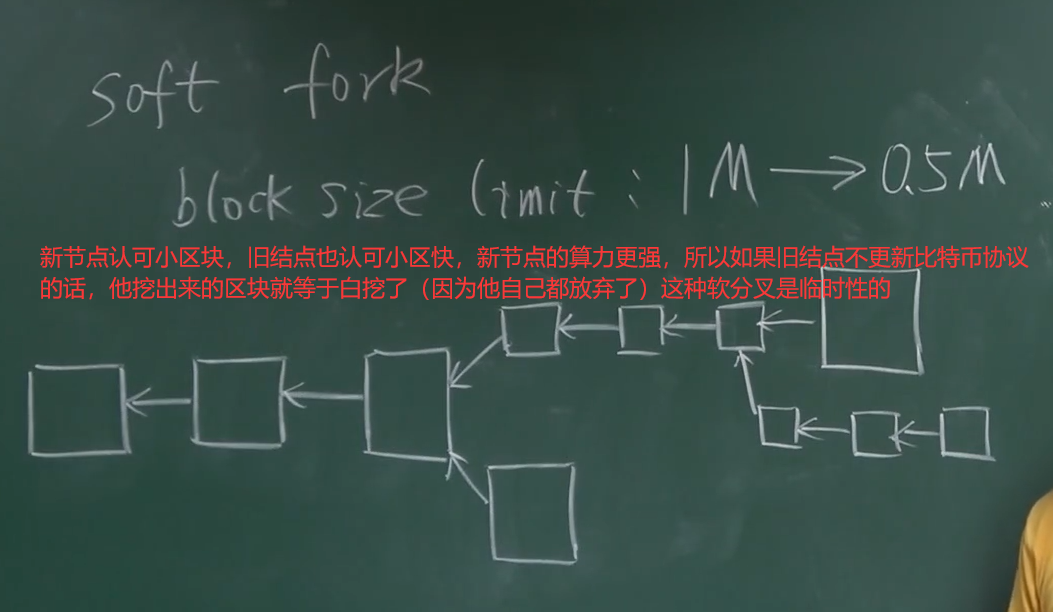 soft fork
block size limit : 1M → 0.5M
新节点认可小区块，旧结点也认可小区快，新节点的算力更强，所以如果旧结点不更新比特币协议
的话，他挖出来的区块就等于白挖了（因为他自己都放弃了）这种软分叉是临时性的